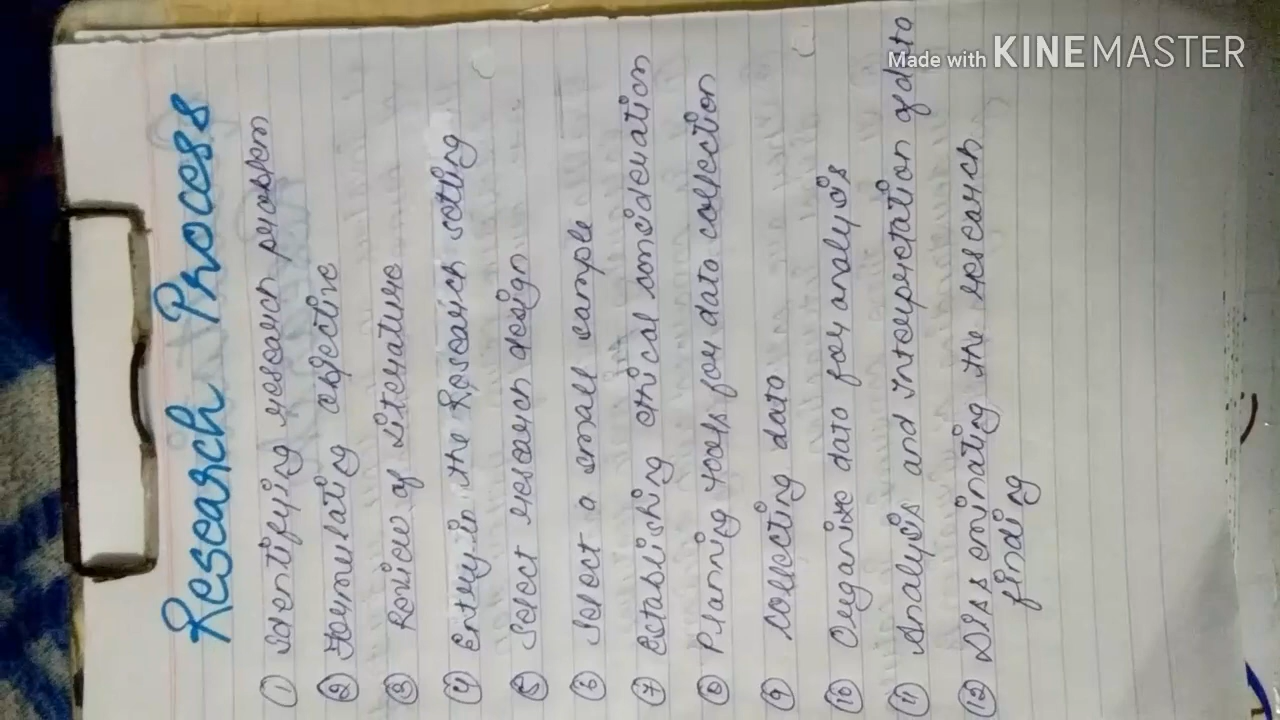 Research Process
① Identifying research problem
② Formulating objective
③ Review of Literature
④ Entery in the Research setting
⑤ Select research design
⑥ Select a small sample
⑦ Establishing ethical consideration
⑧ Planning tools for data collection
⑨ Collecting data
⑩ Organise data for analysis
⑪ Analysis and interpretation of data
⑫ Disseminating the research
finding
Made with KINEMASTER